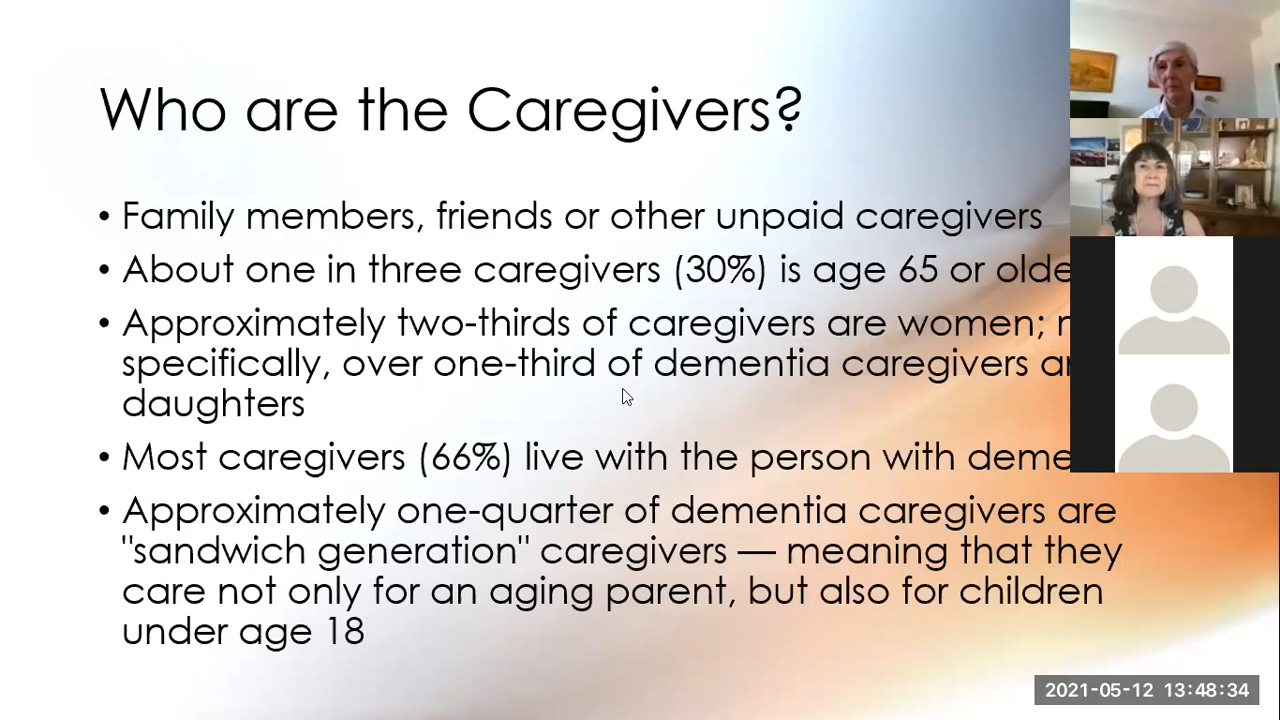 Who are the Caregivers?
• Family members, friends or other unpaid caregivers
• About one in three caregivers (30%) is age 65 or
• Approximately two-thirds of caregivers are women;
specifically, over one-third of dementia caregivers
daughters
• Most caregivers (66%) live with the person with
• Approximately one-quarter of dementia caregivers are
"sandwich generation" caregivers — meaning that they
care not only for an aging parent, but also for children
under age 18
2021-05-12 13:48:34